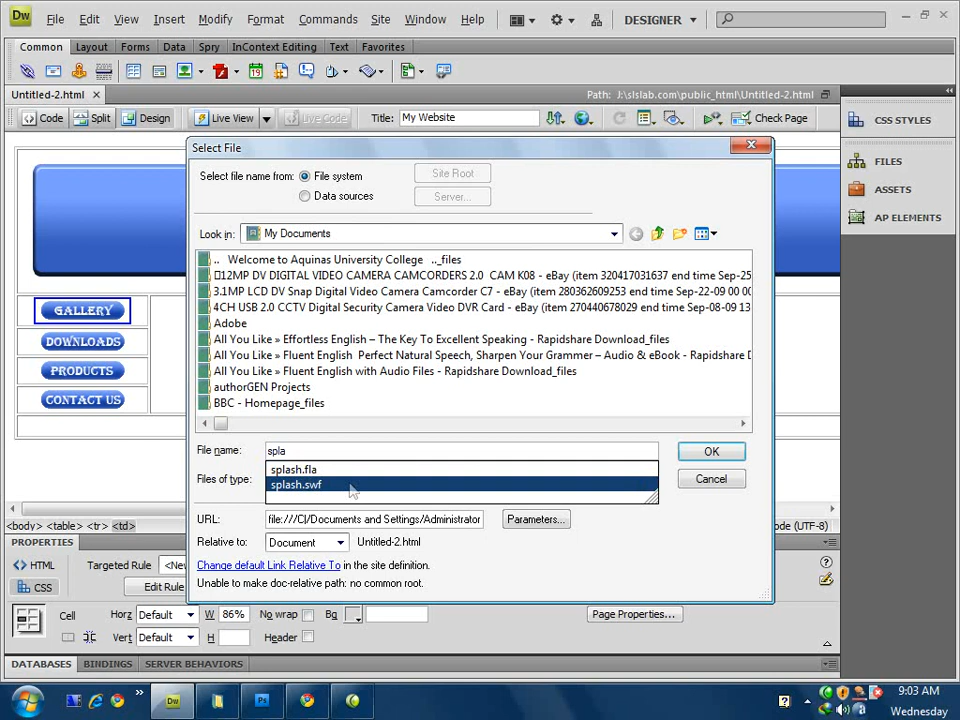 Dw File Edit View Insert Modify Format Commands Site Window Help DESIGNER
Common Layout Forms Data Spry InContext Editing Text Favorites
Untitled-2.html × Path: J:\slslab.com\public_html\Untitled-2.html
Code Split Design Live View Live Code Title: My Website Check Page
CSS STYLES
FILES
ASSETS
AP ELEMENTS
GALLERY
DOWNLOADS
PRODUCTS
CONTACT US
Select File
Select file name from: File system Site Root
Data sources Server...
Look in: My Documents
.. Welcome to Aquinas University College .._files
12MP DV DIGITAL VIDEO CAMERA CAMCORDERS 2.0 CAM K08 - eBay (item 320417031637 end time Sep-25
3.1MP LCD DV Snap Digital Video Camera Camcorder C7 - eBay (item 280362609253 end time Sep-22-09 00 00
4CH USB 2.0 CCTV Digital Security Camera Video DVR Card - eBay (item 270440678029 end time Sep-08-09 13
Adobe
All You Like » Effortless English – The Key To Excellent Speaking - Rapidshare Download_files
All You Like » Fluent English Perfect Natural Speech, Sharpen Your Grammer – Audio & eBook - Rapidshare D
All You Like » Fluent English with Audio Files - Rapidshare Download_files
authorGEN Projects
BBC - Homepage_files
File name: spla OK
splash.fla
Files of type: splash.swf Cancel
URL: file:///C|/Documents and Settings/Administrator Parameters...
Relative to: Document Untitled-2.html
Change default Link Relative To in the site definition.
Unable to make doc-relative path: no common root.
<body> <table> <tr> <td> (UTF-8)
PROPERTIES
HTML Targeted Rule <New
CSS Edit Rule
Cell Horz Default W 86% No wrap Bg Page Properties...
Vert Default H Header
DATABASES BINDINGS SERVER BEHAVIORS
Dw Ps 9:03 AM
Wednesday